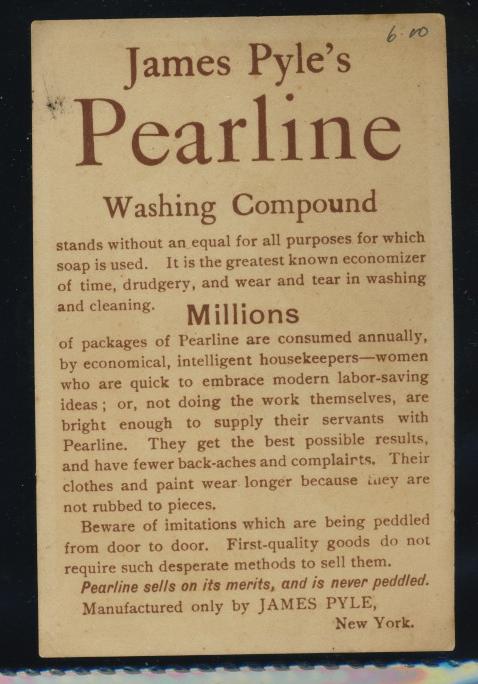 6.00
James Pyle's
Pearline
Washing Compound
stands without an equal for all purposes for which
soap is used. It is the greatest known economizer
of time, drudgery, and wear and tear in washing
and cleaning.
Millions
of packages of Pearline are consumed annually,
by economical, intelligent housekeepers—women
who are quick to embrace modern labor-saving
ideas; or, not doing the work themselves, are
bright enough to supply their servants with
Pearline. They get the best possible results,
and have fewer back-aches and complaints. Their
clothes and paint wear longer because they are
not rubbed to pieces.
Beware of imitations which are being peddled
from door to door. First-quality goods do not
require such desperate methods to sell them.
Pearline sells on its merits, and is never peddled.
Manufactured only by JAMES PYLE,
New York.